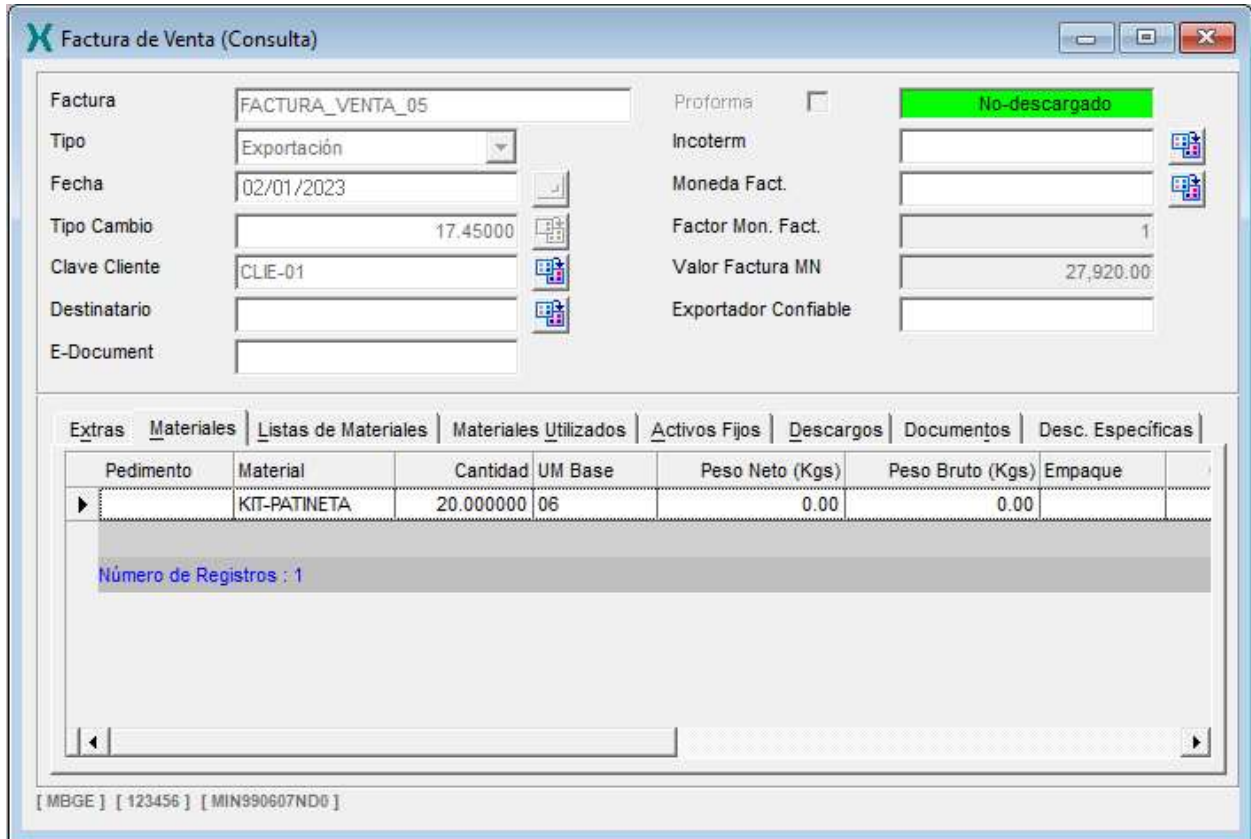 Factura de Venta (Consulta)
Factura FACTURA_VENTA_05 Proforma No-descargado
Tipo Exportación Incoterm
Fecha 02/01/2023 Moneda Fact.
Tipo Cambio 17.45000 Factor Mon. Fact. 1
Clave Cliente CLIE-01 Valor Factura MN 27,920.00
Destinatario Exportador Confiable
E-Document
Extras Materiales Listas de Materiales Materiales Utilizados Activos Fijos Descargos Documentos Desc. Específicas
Pedimento Material Cantidad UM Base Peso Neto (Kgs) Peso Bruto (Kgs) Empaque
KIT-PATINETA 20.000000 06 0.00 0.00
Número de Registros : 1
[ MBGE ] [ 123456 ] [ MIN990607ND0 ]